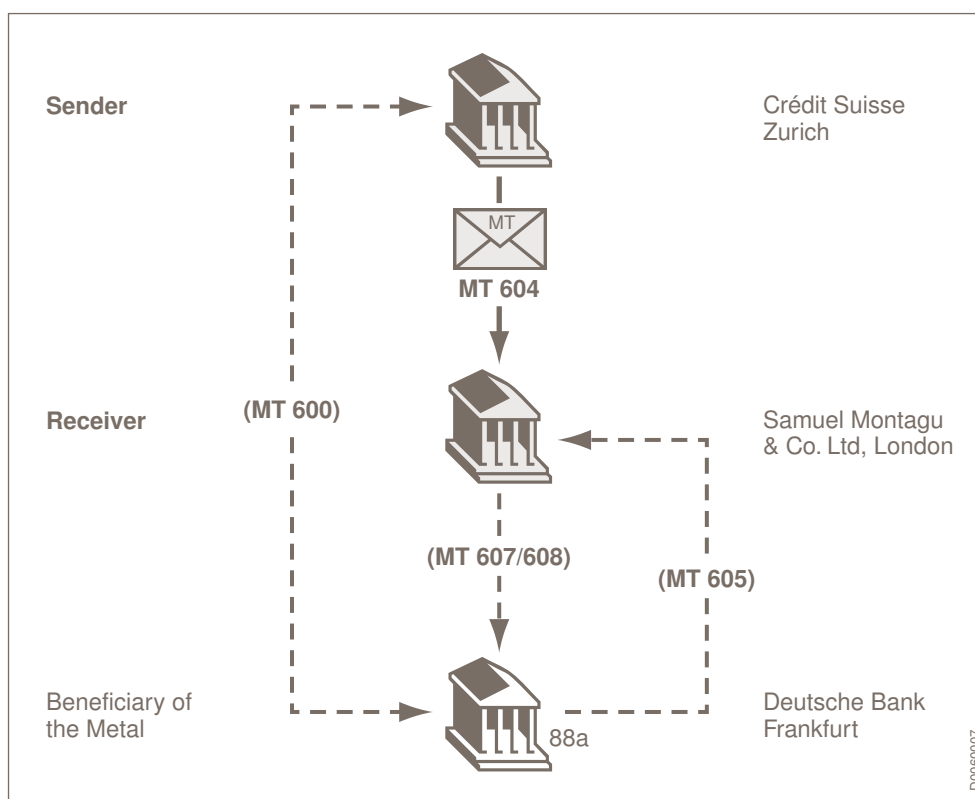 Sender
Crédit Suisse
Zurich
MT
MT 604
(MT 600)
Receiver
Samuel Montagu
& Co. Ltd, London
(MT 607/608)
(MT 605)
Beneficiary of
the Metal
88a
Deutsche Bank
Frankfurt
D0060007